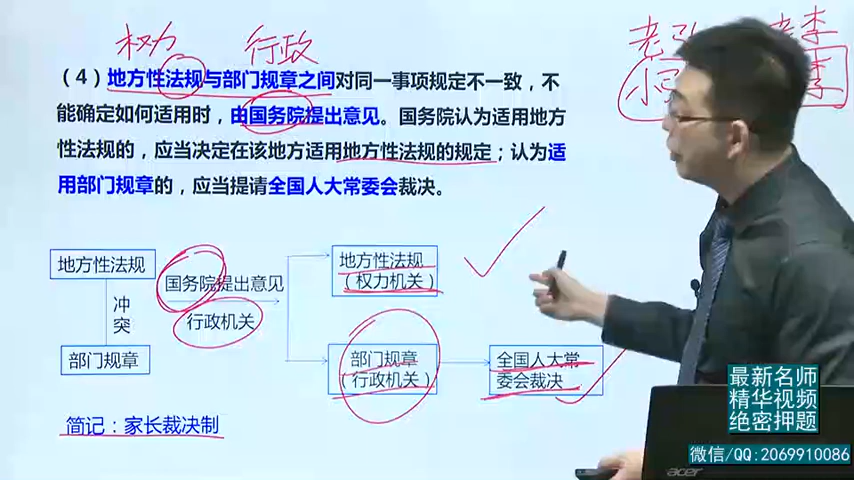 权力
行政
老
老李
小
李
（4）地方性法规与部门规章之间对同一事项规定不一致，不
能确定如何适用时，由国务院提出意见。国务院认为适用地方
性法规的，应当决定在该地方适用地方性法规的规定；认为适
用部门规章的，应当提请全国人大常委会裁决。
地方性法规
冲
突
部门规章
国务院提出意见
行政机关
地方性法规
（权力机关）
部门规章
（行政机关）
全国人大常
委会裁决
简记：家长裁决制
最新名师
精华视频
绝密押题
微信/QQ:2069910086
acer